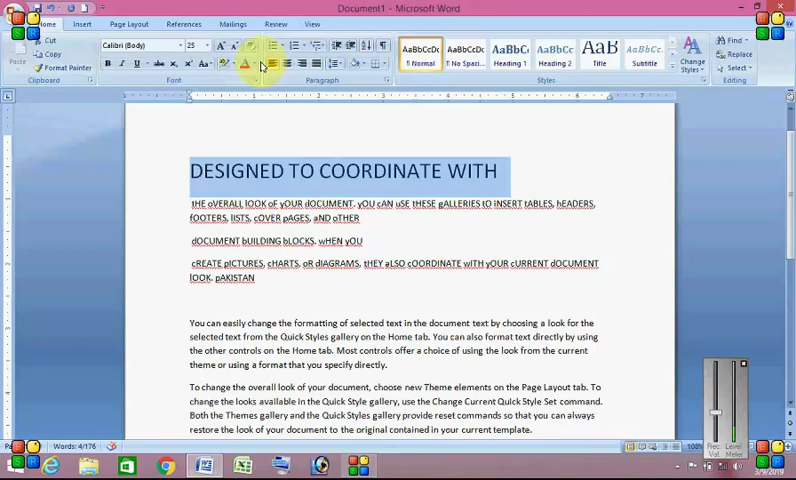 Document1 - Microsoft Word
Home Insert Page Layout References Mailings Review View
Cut
Copy
Format Painter
Paste
Clipboard
Calibri (Body) 25
Font
Paragraph
AaBbCcDc AaBbCcDc AaBbCc AaBbCc AaB AaBbCc
¶ Normal ¶ No Spaci... Heading 1 Heading 2 Title Subtitle
Change Styles
Styles
Find
Replace
Select
Editing
DESIGNED TO COORDINATE WITH
tHE oVERALL lOOK oF yOUR dOCUMENT. yOU cAN uSE tHESE gALLERIES tO iNSERT tABLES, hEADERS,
fOOTERS, lISTS, cOVER pAGES, aND oTHER
dOCUMENT bUILDING bLOCKS. wHEN yOU
cREATE pICTURES, cHARTS, oR dIAGRAMS, tHEY aLSO cOORDINATE wITH yOUR cURRENT dOCUMENT
lOOK. pAKISTAN
You can easily change the formatting of selected text in the document text by choosing a look for the
selected text from the Quick Styles gallery on the Home tab. You can also format text directly by using
the other controls on the Home tab. Most controls offer a choice of using the look from the current
theme or using a format that you specify directly.
To change the overall look of your document, choose new Theme elements on the Page Layout tab. To
change the looks available in the Quick Style gallery, use the Change Current Quick Style Set command.
Both the Themes gallery and the Quick Styles gallery provide reset commands so that you can always
restore the look of your document to the original contained in your current template.
Rec. Vol Level Meter
Words: 4/176
108%
3/9/2019